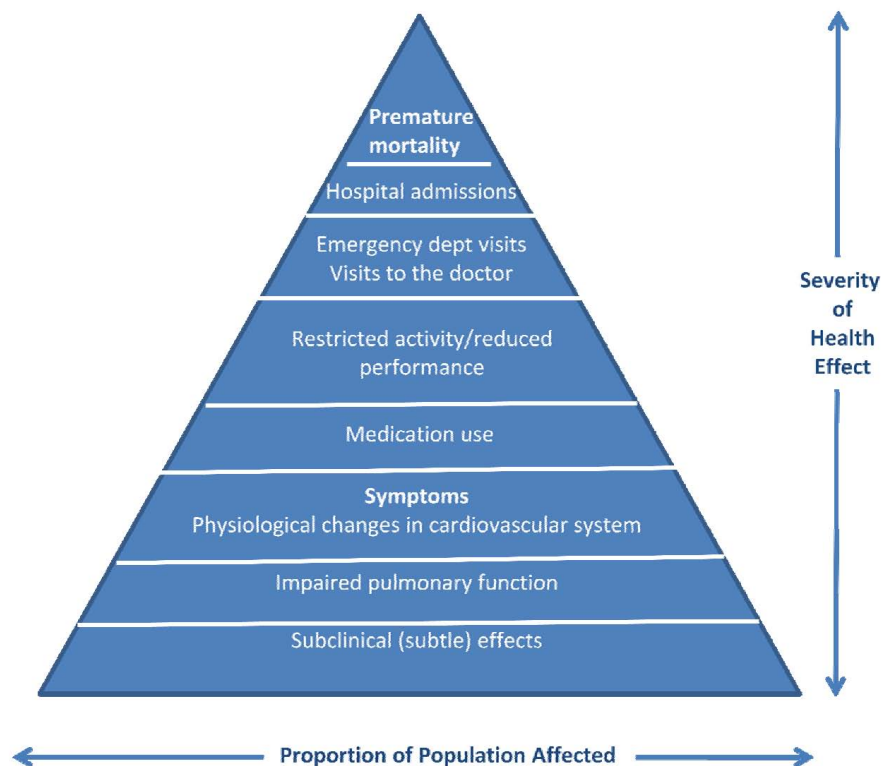 Premature
mortality
Hospital admissions
Emergency dept visits
Visits to the doctor
Restricted activity/reduced
performance
Medication use
Symptoms
Physiological changes in cardiovascular system
Impaired pulmonary function
Subclinical (subtle) effects
Severity
of
Health
Effect
Proportion of Population Affected